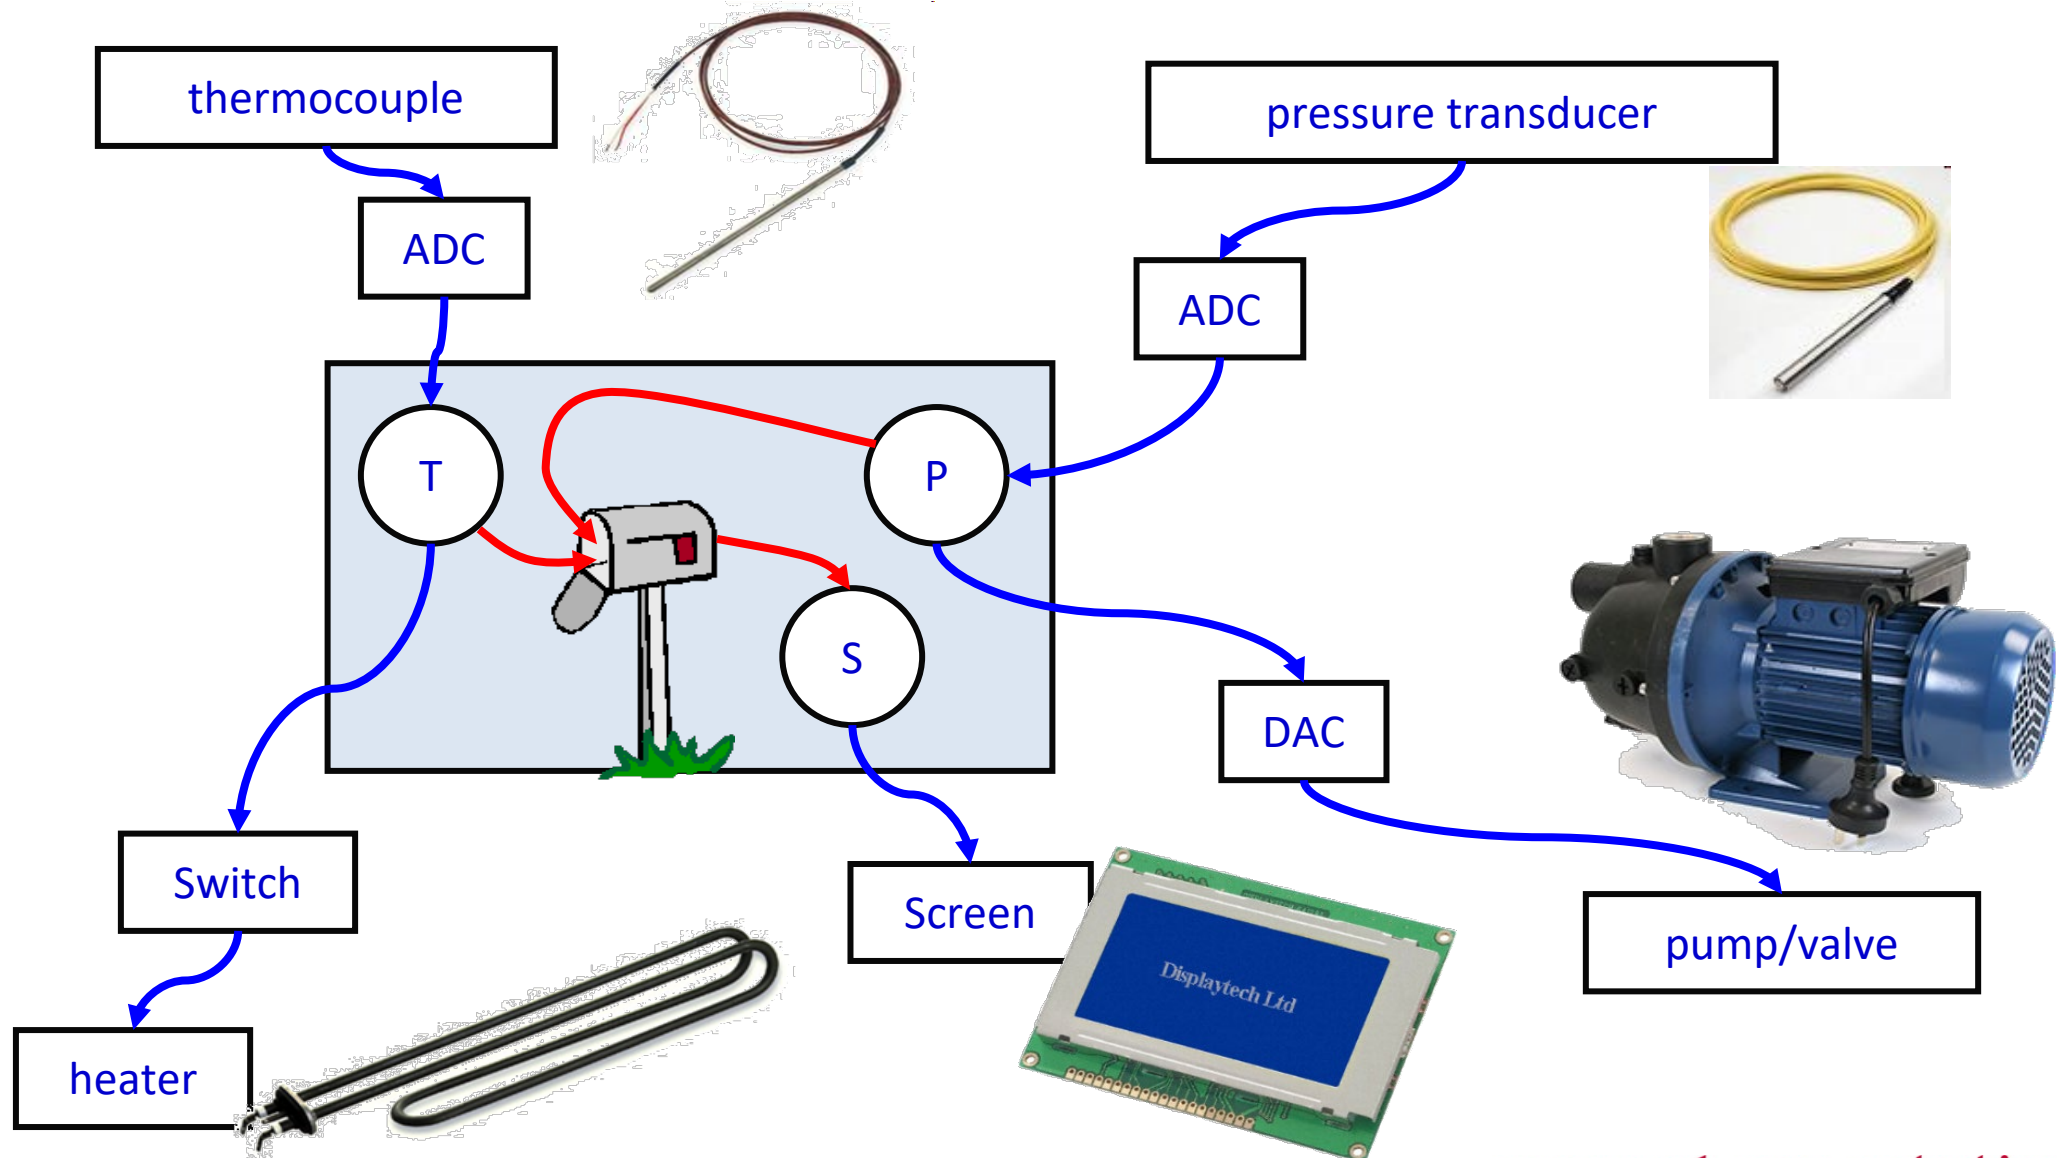 thermocouple
pressure transducer
ADC
ADC
T
P
S
DAC
Switch
Screen
Displaytech Ltd
pump/valve
heater